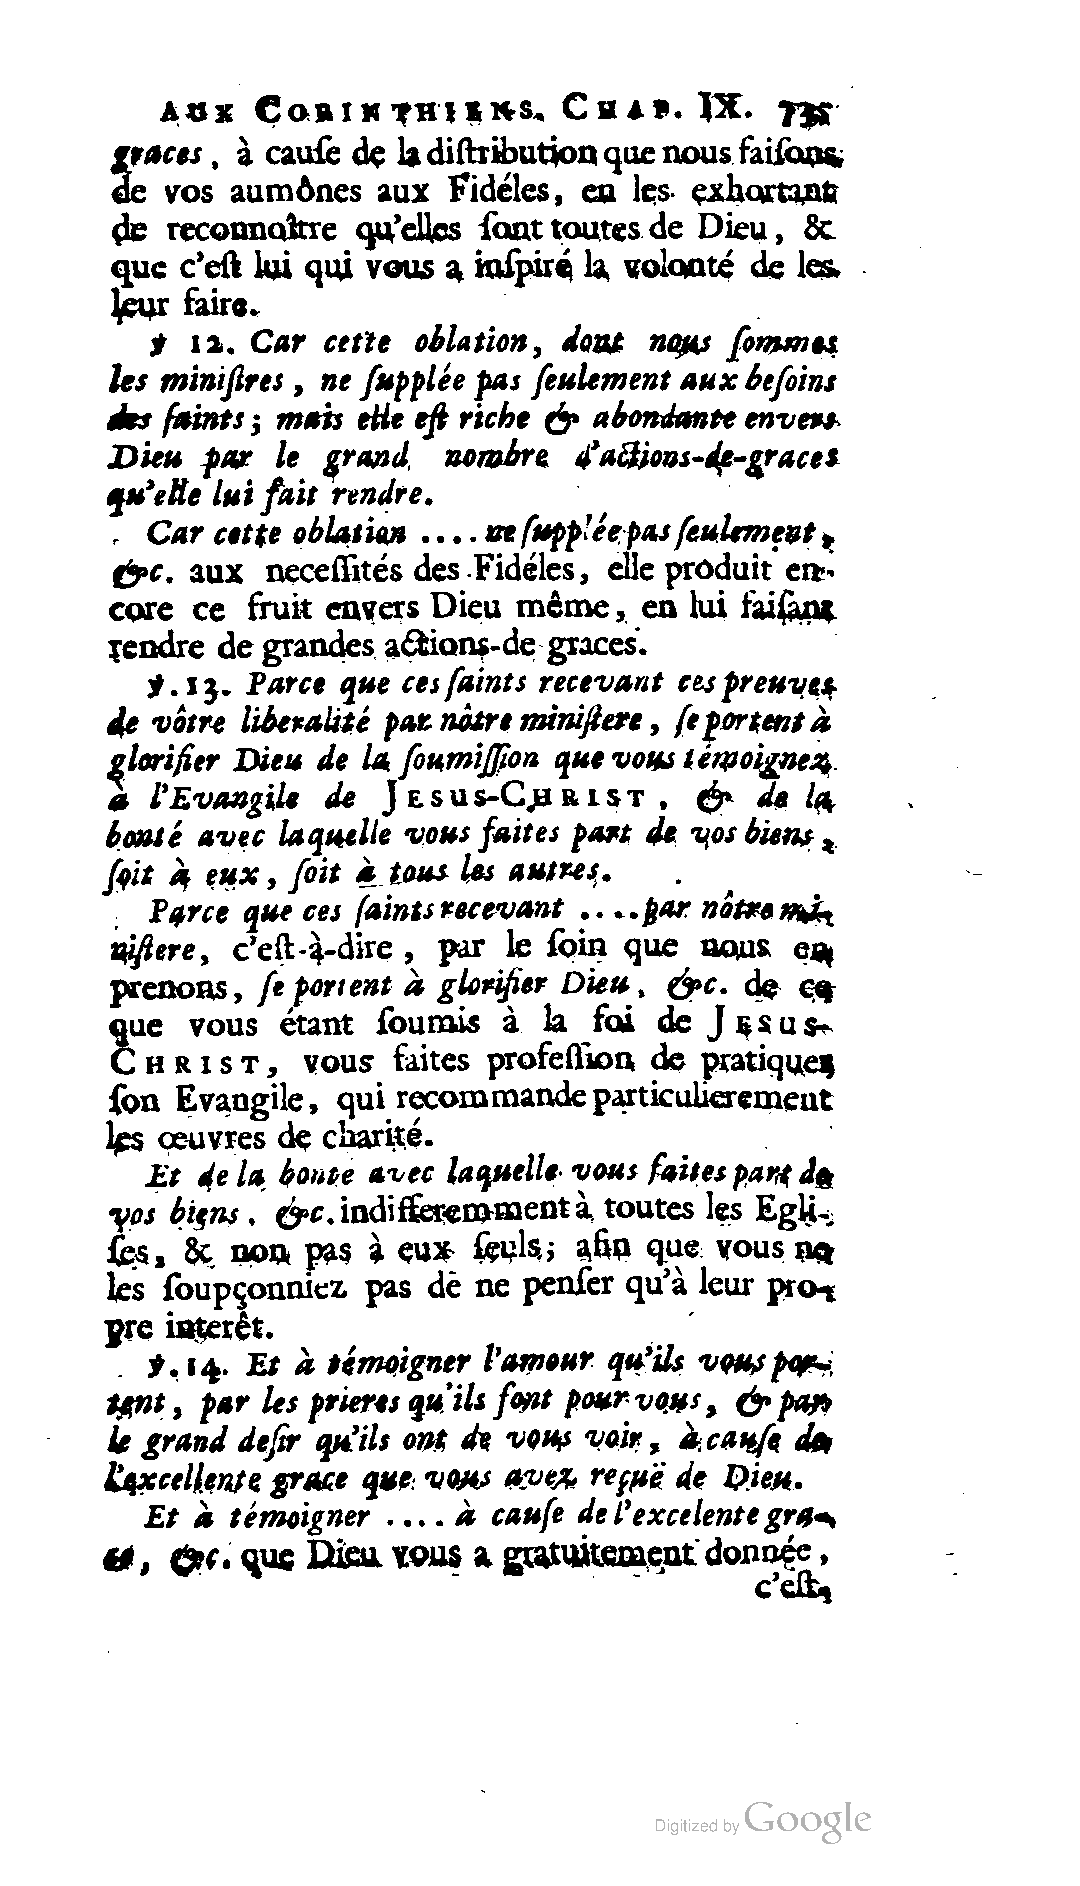 AUX CORINTHIENS. CHAP. IX. 735
graces, à cauſe de la diſtribution que nous faiſons
de vos aumônes aux Fidéles, en les exhortant
de reconnoître qu'elles ſont toutes de Dieu, &
que c'eſt lui qui vous a inſpiré la volonté de les
leur faire.
℣ 12. Car cette oblation, dont nous ſommes
les miniſtres, ne ſupplée pas ſeulement aux beſoins
des ſaints; mais elle eſt riche & abondante envers
Dieu par le grand nombre d'actions-de-graces
qu'elle lui fait rendre.
Car cette oblation .... ne ſupplée pas ſeulement,
&c. aux neceſſités des Fidéles, elle produit en-
core ce fruit envers Dieu même, en lui faiſant
rendre de grandes actions-de graces.
℣. 13. Parce que ces ſaints recevant ces preuves
de vôtre liberalité par nôtre miniſtere, ſe portent à
glorifier Dieu de la ſoumiſſion que vous témoignez
à l'Evangile de JESUS-CHRIST, & de la
bonté avec laquelle vous faites part de vos biens,
ſoit à eux, ſoit à tous les autres.
Parce que ces ſaints recevant .... par nôtre mi-
niſtere, c'eſt-à-dire, par le ſoin que nous en
prenons, ſe portent à glorifier Dieu, &c. de ce
que vous étant ſoumis à la foi de JESUS-
CHRIST, vous faites profeſſion de pratiquer
ſon Evangile, qui recommande particulierement
les œuvres de charité.
Et de la bonté avec laquelle vous faites part de
vos biens, &c. indifferemment à toutes les Egli-
ſes, & non pas à eux ſeuls; afin que vous ne
les ſoupçonniez pas de ne penſer qu'à leur pro-
pre interêt.
℣. 14. Et à témoigner l'amour qu'ils vous por-
tent, par les prieres qu'ils font pour vous, & par
le grand deſir qu'ils ont de vous voir, à cauſe de
l'excellente grace que vous avez reçuë de Dieu.
Et à témoigner .... à cauſe de l'excelente gra-
ce, &c. que Dieu vous a gratuitement donnée,
c'eſt,
Digitized by Google